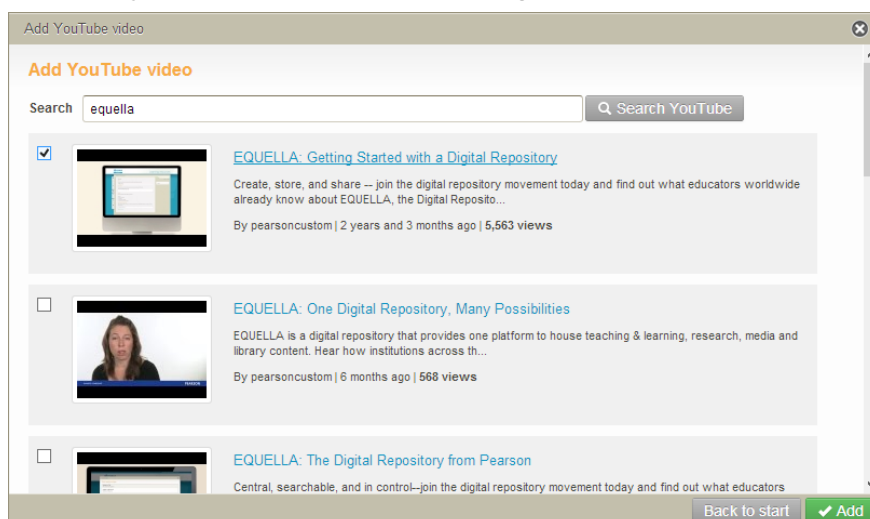 Add YouTube video
Add YouTube video
Search equella Search YouTube
EQUELLA: Getting Started with a Digital Repository
Create, store, and share -- join the digital repository movement today and find out what educators worldwide
already know about EQUELLA, the Digital Reposito...
By pearsoncustom | 2 years and 3 months ago | 5,563 views
EQUELLA: One Digital Repository, Many Possibilities
EQUELLA is a digital repository that provides one platform to house teaching & learning, research, media and
library content. Hear how institutions across th...
By pearsoncustom | 6 months ago | 568 views
PEARSON
EQUELLA: The Digital Repository from Pearson
Central, searchable, and in control--join the digital repository movement today and find out what educators
Back to start Add